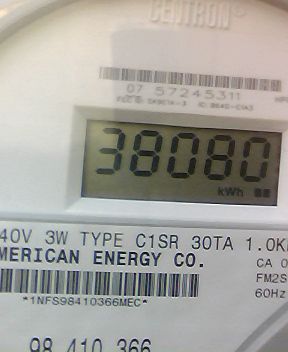 CENTRON®
07 57245311
38080
kWh
40V 3W TYPE C1SR 30TA 1.0K
MERICAN ENERGY CO.
CA 0
FM2S
*1NFS98410366MEC*
60Hz
98 410 366